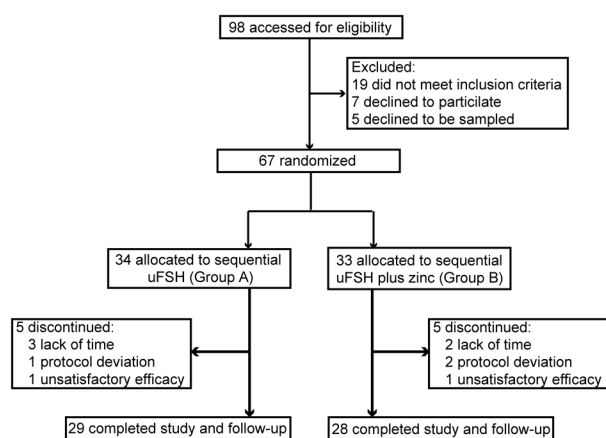 98 accessed for eligibility
Excluded:
19 did not meet inclusion criteria
7 declined to particilate
5 declined to be sampled
67 randomized
34 allocated to sequential
uFSH (Group A)
33 allocated to sequential
uFSH plus zinc (Group B)
5 discontinued:
3 lack of time
1 protocol deviation
1 unsatisfactory efficacy
5 discontinued:
2 lack of time
2 protocol deviation
1 unsatisfactory efficacy
29 completed study and follow-up
28 completed study and follow-up